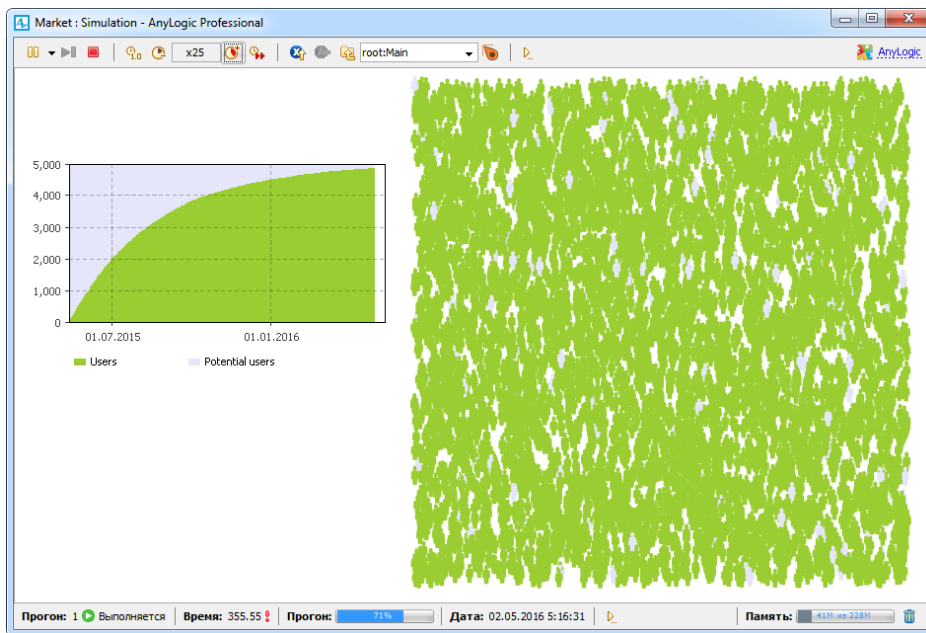 Market : Simulation - AnyLogic Professional
1.0 x25 root:Main AnyLogic
5,000
4,000
3,000
2,000
1,000
0
01.07.2015 01.01.2016
Users Potential users
Прогон: 1 Выполняется Время: 355.55 Прогон: 71% Дата: 02.05.2016 5:16:31 Память: 41M из 228M